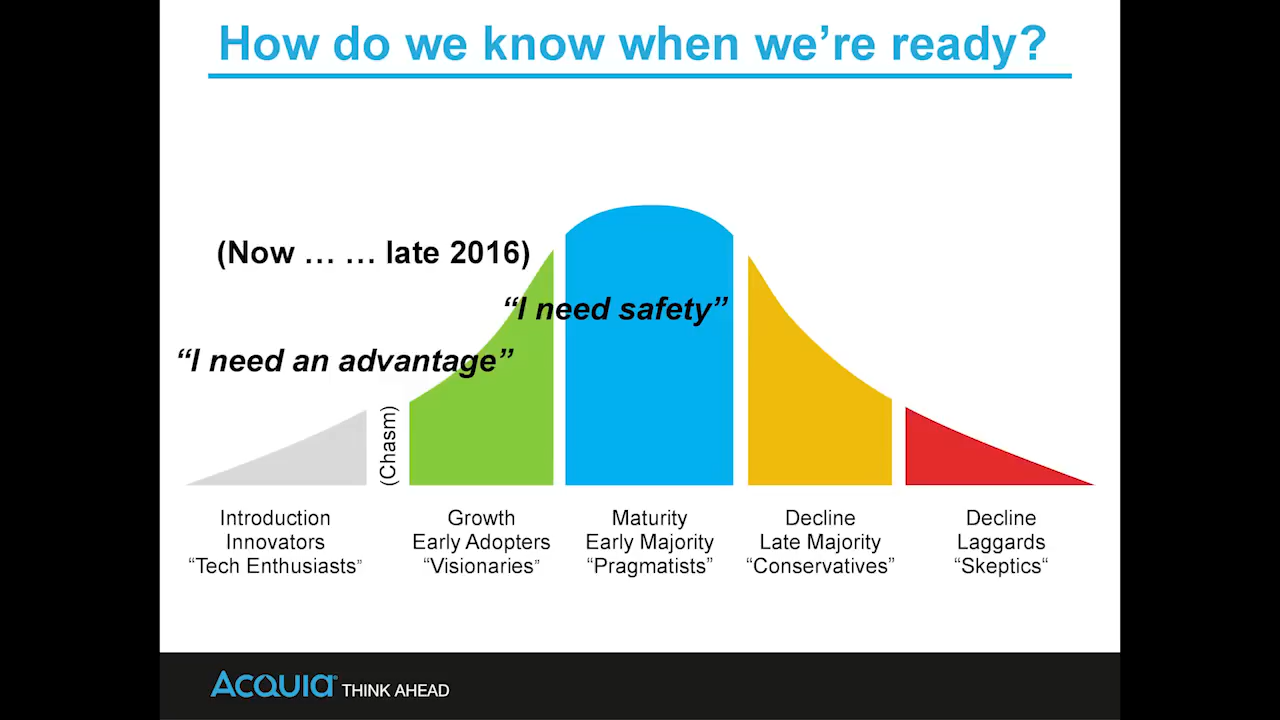 How do we know when we’re ready?
(Now … … late 2016)
“I need safety”
“I need an advantage”
(Chasm)
Introduction
Innovators
“Tech Enthusiasts”
Growth
Early Adopters
“Visionaries”
Maturity
Early Majority
“Pragmatists”
Decline
Late Majority
“Conservatives”
Decline
Laggards
“Skeptics“
ACQUIA® THINK AHEAD